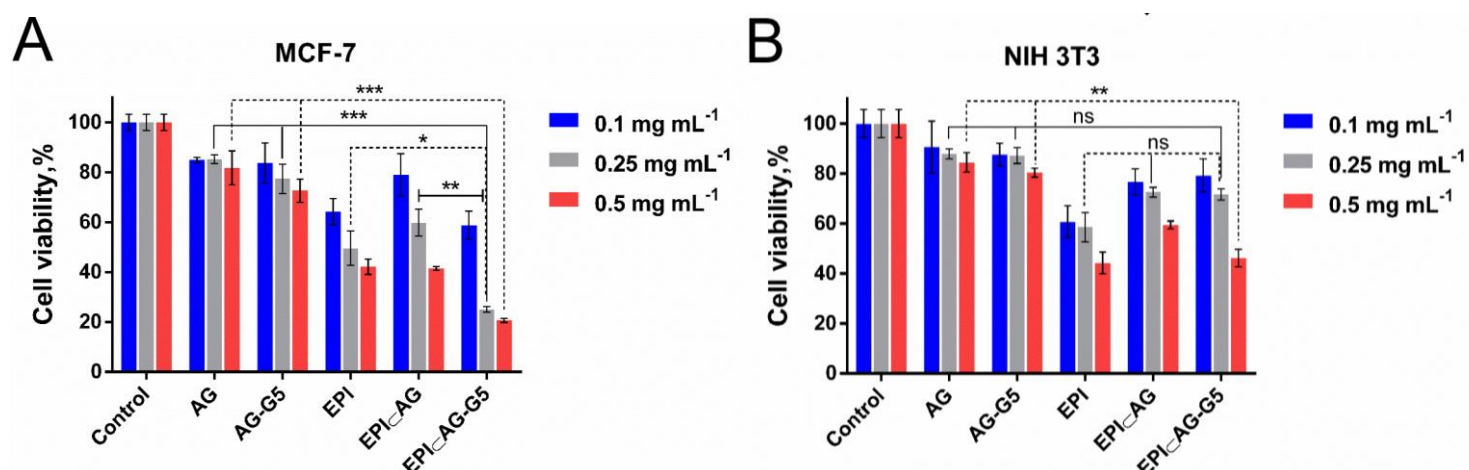 A
MCF-7
Cell viability,%
100
80
60
40
20
0
***
***
*
**
0.1 mg mL⁻¹
0.25 mg mL⁻¹
0.5 mg mL⁻¹
Control
AG
AG-G5
EPI
EPI⊂AG
EPI⊂AG-G5
B
NIH 3T3
Cell viability,%
100
80
60
40
20
0
**
ns
ns
0.1 mg mL⁻¹
0.25 mg mL⁻¹
0.5 mg mL⁻¹
Control
AG
AG-G5
EPI
EPI⊂AG
EPI⊂AG-G5